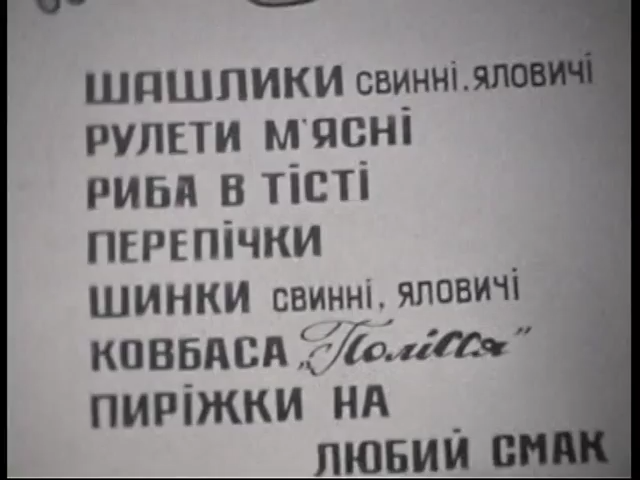 ШАШЛИКИ СВИННІ. ЯЛОВИЧІ
РУЛЕТИ М'ЯСНІ
РИБА В ТІСТІ
ПЕРЕПІЧКИ
ШИНКИ СВИННІ, ЯЛОВИЧІ
КОВБАСА „Полісся"
ПИРІЖКИ НА
ЛЮБИЙ СМАК